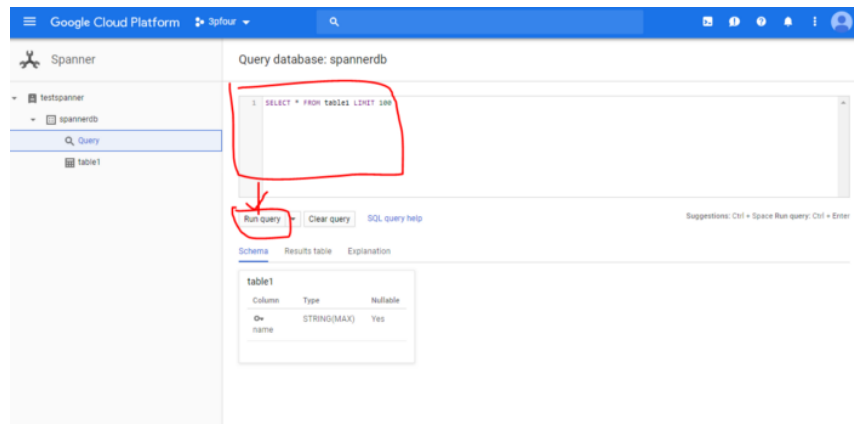 Google Cloud Platform 3pfour
Spanner
Query database: spannerdb
testspanner
spannerdb
Query
table1
1 SELECT * FROM table1 LIMIT 100
Run query Clear query SQL query help
Suggestions: Ctrl + Space Run query: Ctrl + Enter
Schema Results table Explanation
table1
Column Type Nullable
name STRING(MAX) Yes